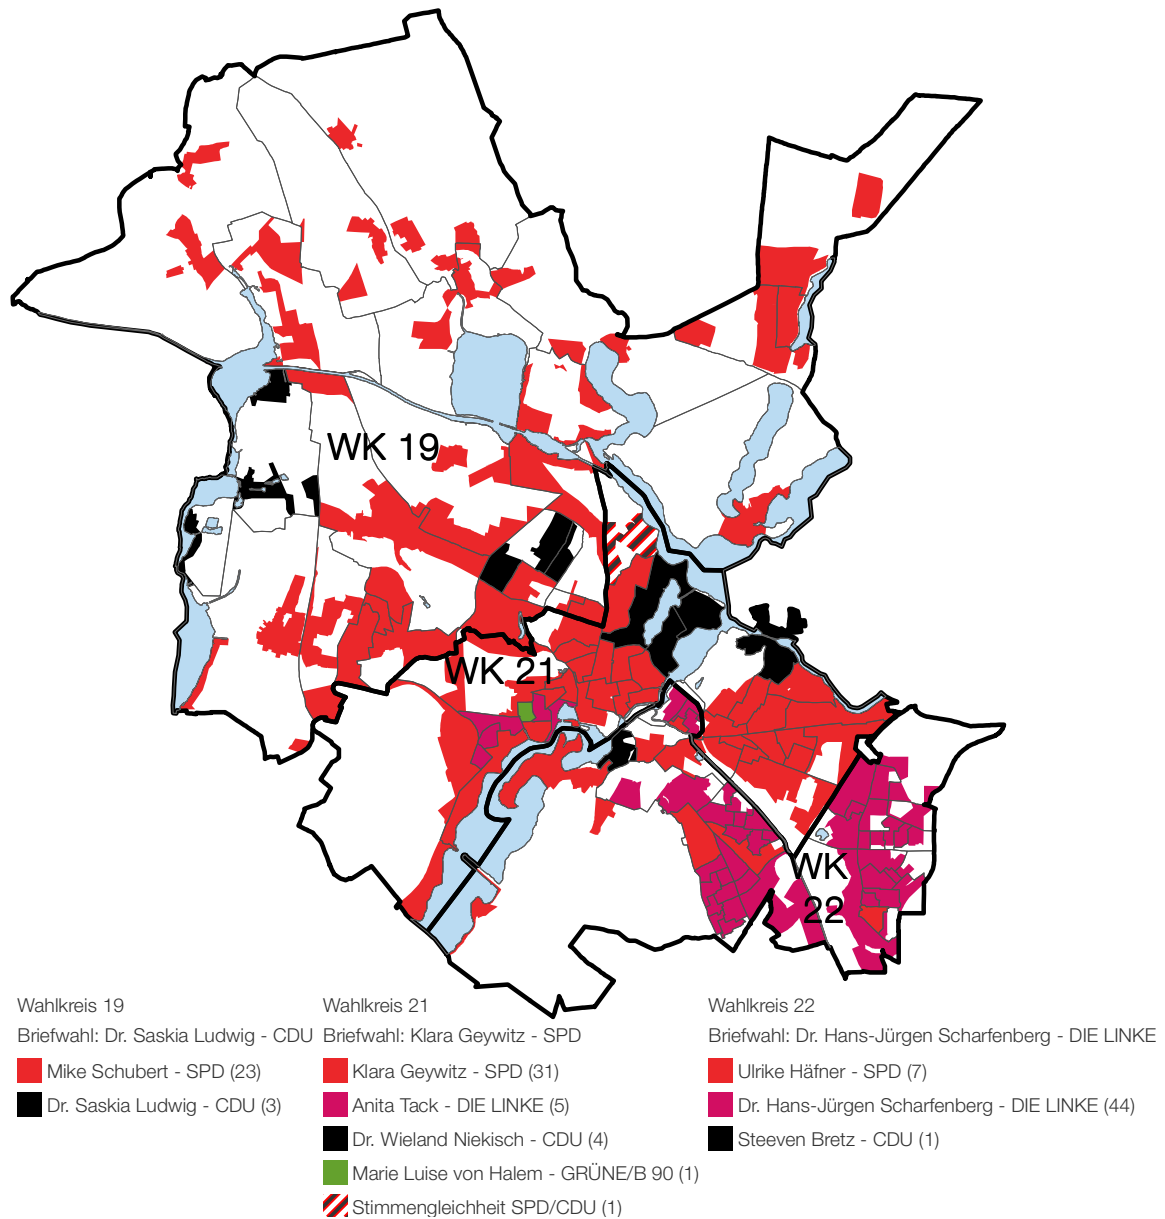 WK 19
WK 21
WK
22
Wahlkreis 19
Briefwahl: Dr. Saskia Ludwig - CDU
Mike Schubert - SPD (23)
Dr. Saskia Ludwig - CDU (3)
Wahlkreis 21
Briefwahl: Klara Geywitz - SPD
Klara Geywitz - SPD (31)
Anita Tack - DIE LINKE (5)
Dr. Wieland Niekisch - CDU (4)
Marie Luise von Halem - GRÜNE/B 90 (1)
Stimmengleichheit SPD/CDU (1)
Wahlkreis 22
Briefwahl: Dr. Hans-Jürgen Scharfenberg - DIE LINKE
Ulrike Häfner - SPD (7)
Dr. Hans-Jürgen Scharfenberg - DIE LINKE (44)
Steeven Bretz - CDU (1)